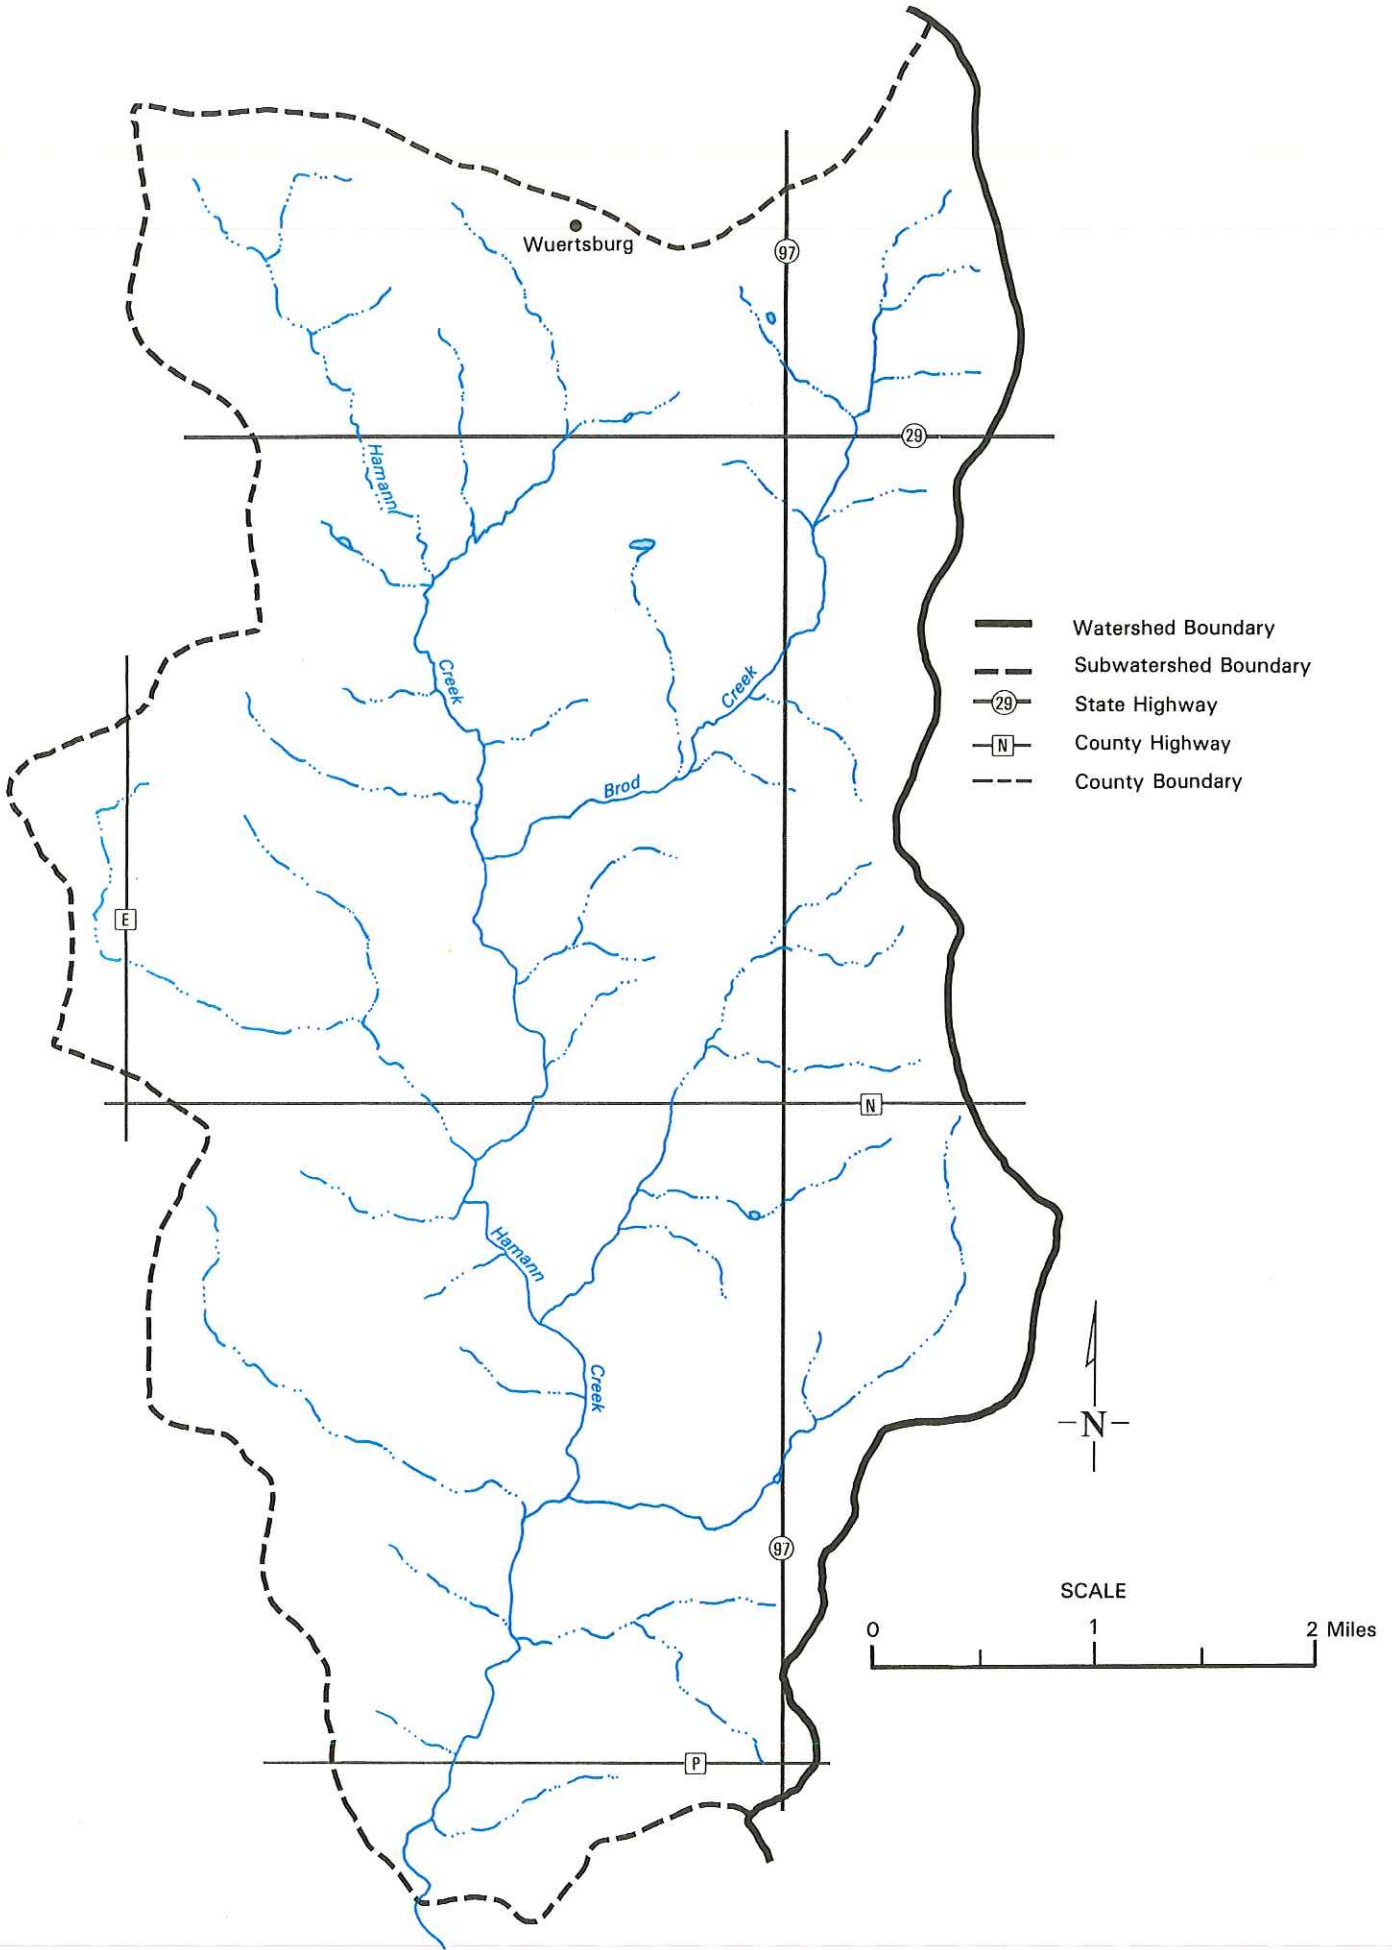 Wuertsburg
97
29
Hamann
Creek
Creek
Brod
Watershed Boundary
Subwatershed Boundary
29 State Highway
N County Highway
County Boundary
E
N
Hamann
Creek
N
97
SCALE
0 1 2 Miles
P